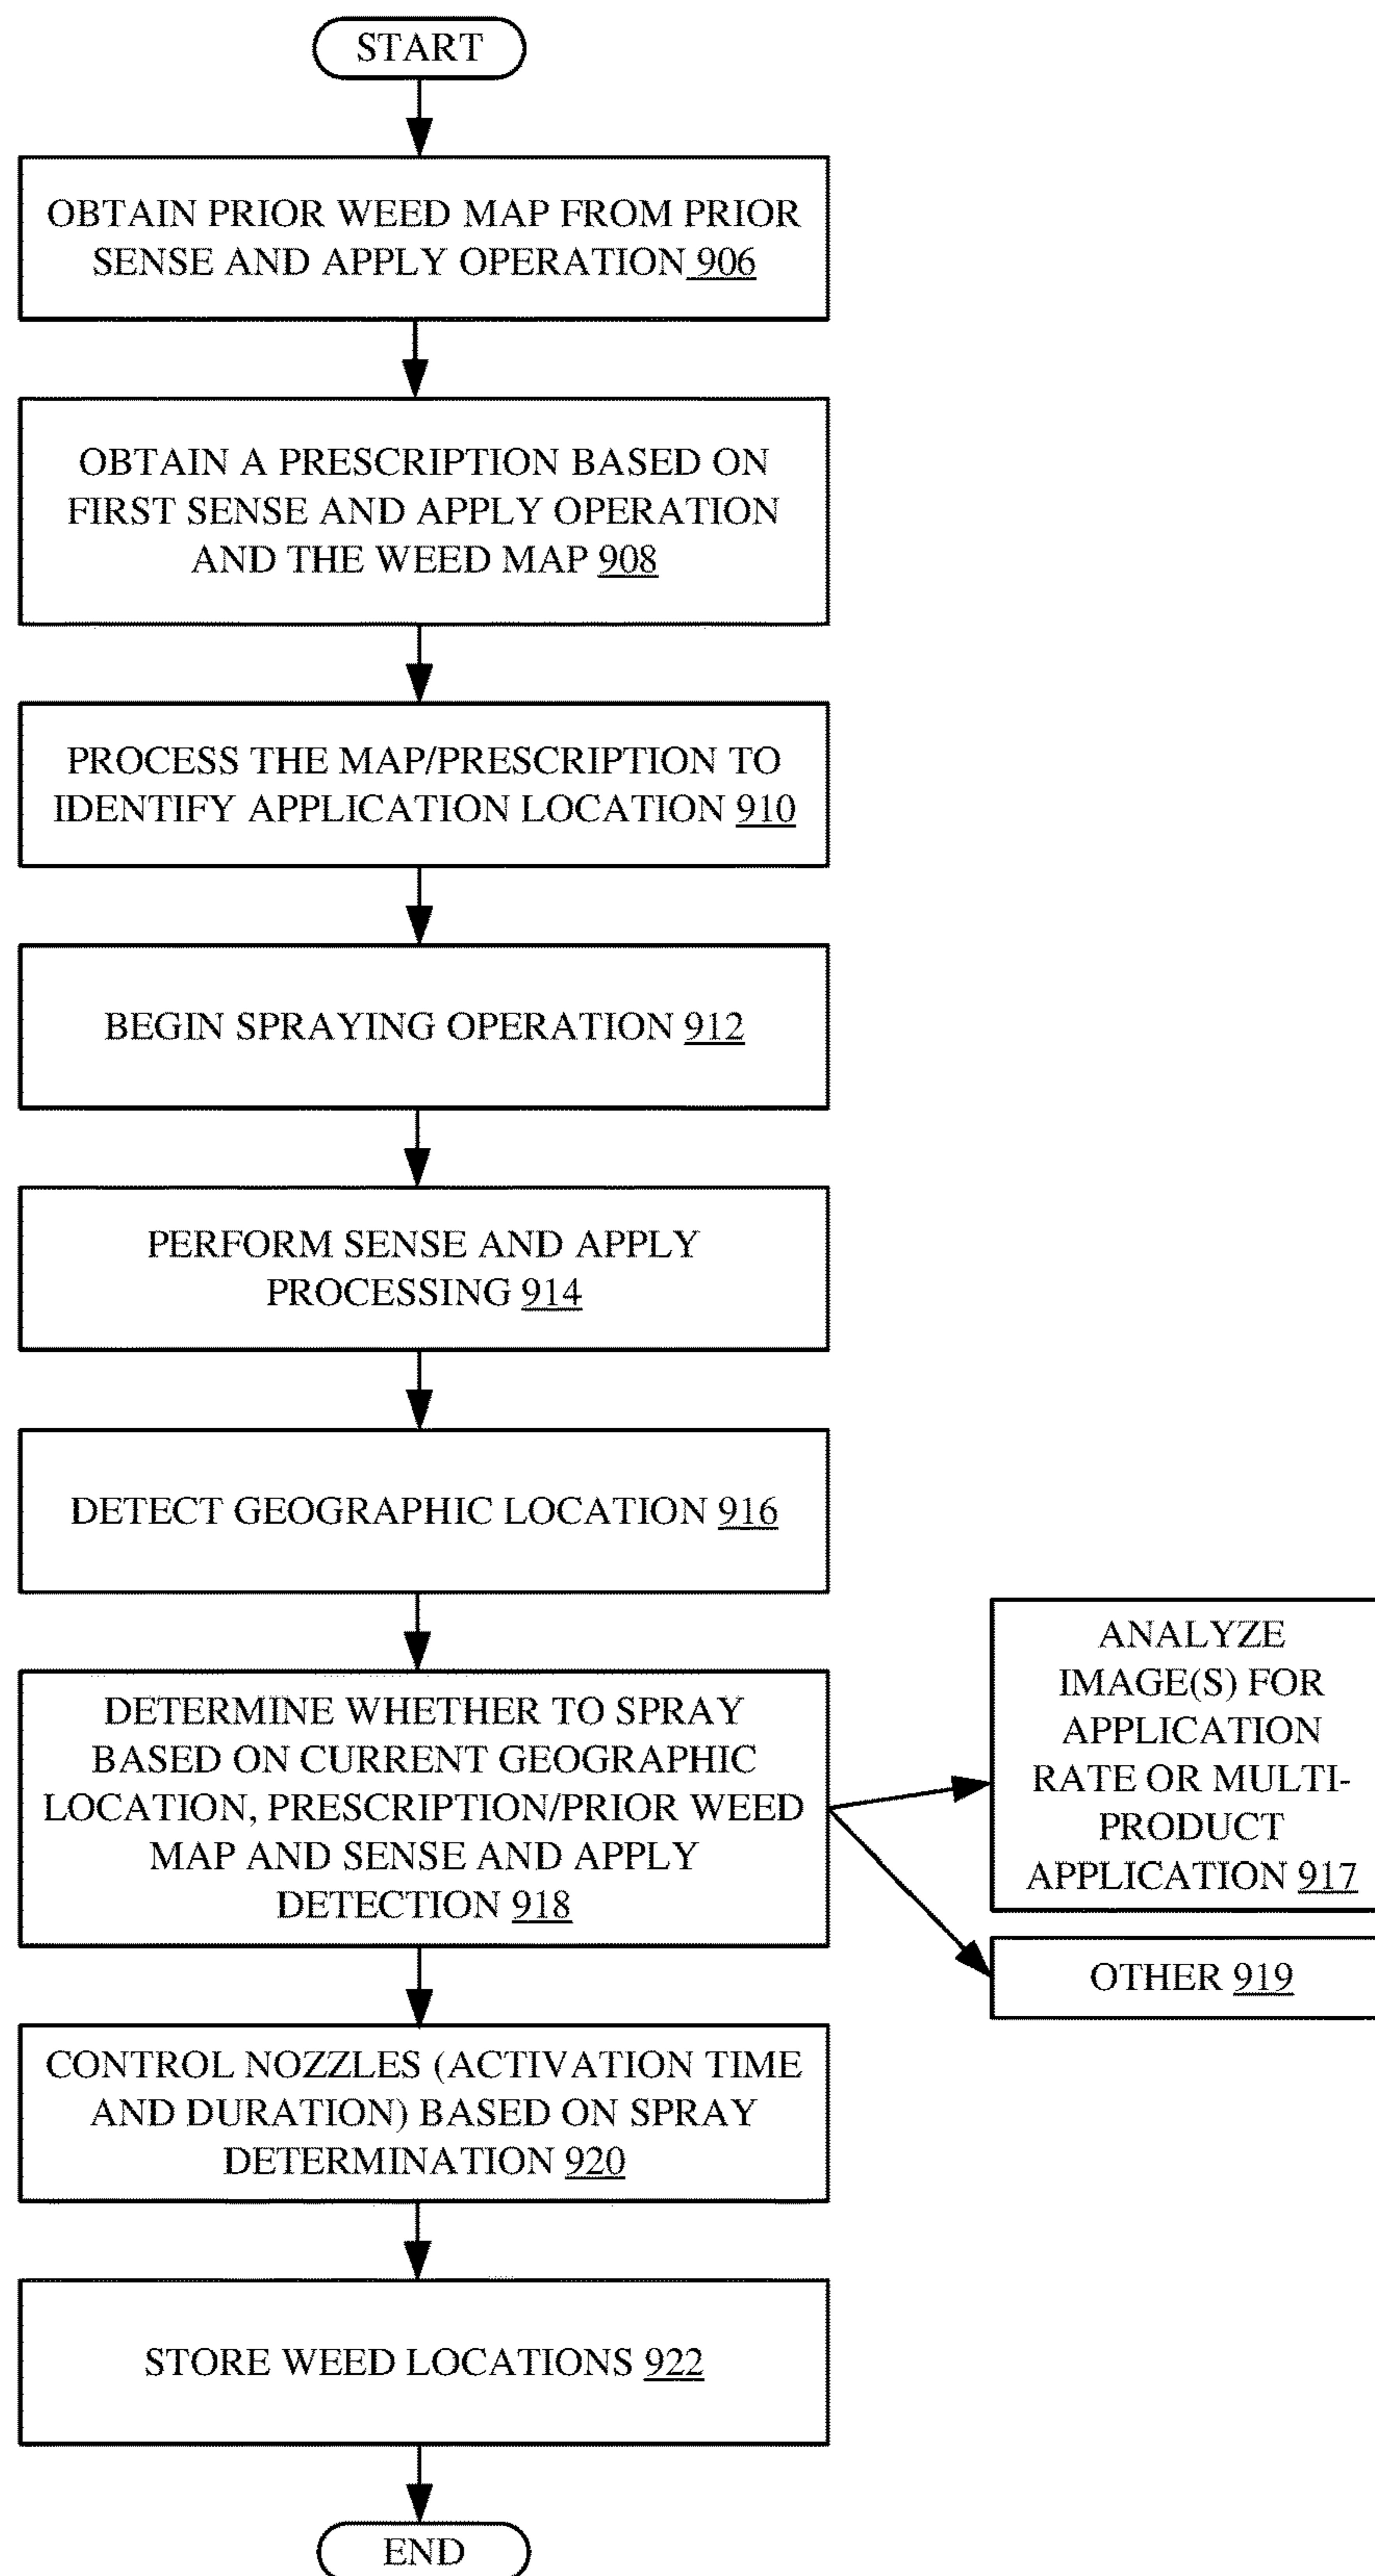 START
OBTAIN PRIOR WEED MAP FROM PRIOR
SENSE AND APPLY OPERATION 906
OBTAIN A PRESCRIPTION BASED ON
FIRST SENSE AND APPLY OPERATION
AND THE WEED MAP 908
PROCESS THE MAP/PRESCRIPTION TO
IDENTIFY APPLICATION LOCATION 910
BEGIN SPRAYING OPERATION 912
PERFORM SENSE AND APPLY
PROCESSING 914
DETECT GEOGRAPHIC LOCATION 916
DETERMINE WHETHER TO SPRAY
BASED ON CURRENT GEOGRAPHIC
LOCATION, PRESCRIPTION/PRIOR WEED
MAP AND SENSE AND APPLY
DETECTION 918
ANALYZE
IMAGE(S) FOR
APPLICATION
RATE OR MULTI-
PRODUCT
APPLICATION 917
OTHER 919
CONTROL NOZZLES (ACTIVATION TIME
AND DURATION) BASED ON SPRAY
DETERMINATION 920
STORE WEED LOCATIONS 922
END